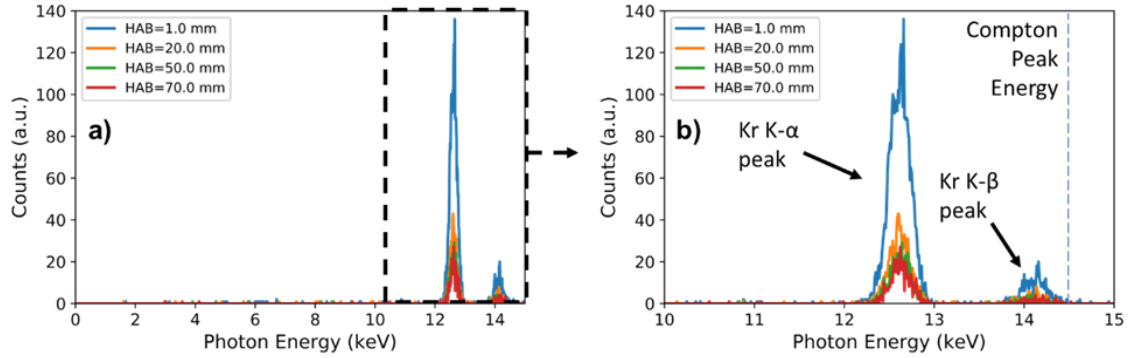 140
120
100
80
60
40
20
0
Counts (a.u.)
HAB=1.0 mm
HAB=20.0 mm
HAB=50.0 mm
HAB=70.0 mm
a)
0 2 4 6 8 10 12 14
Photon Energy (keV)
140
120
100
80
60
40
20
0
Counts (a.u.)
HAB=1.0 mm
HAB=20.0 mm
HAB=50.0 mm
HAB=70.0 mm
b)
Compton
Peak
Energy
Kr K-α
peak
Kr K-β
peak
10 11 12 13 14 15
Photon Energy (keV)